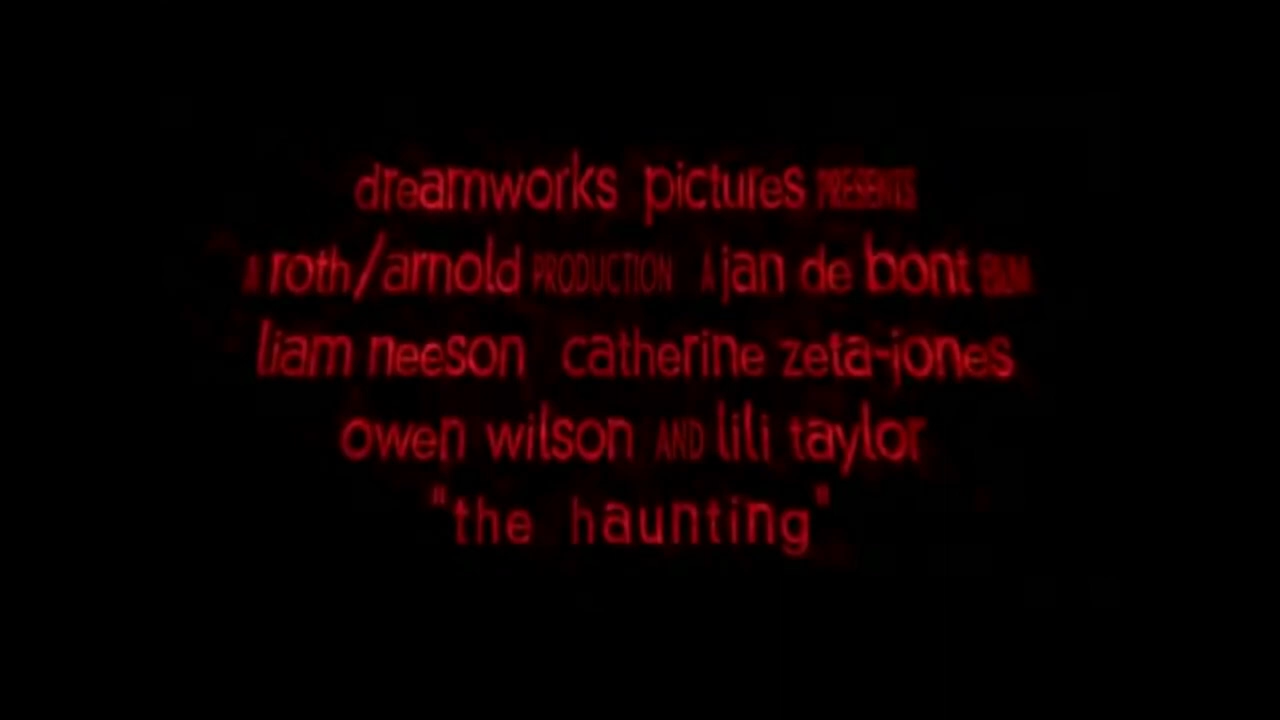 dreamworks pictures PRESENTS
A roth/arnold PRODUCTION A jan de bont FILM
liam neeson catherine zeta-jones
owen wilson AND lili taylor
"the haunting"